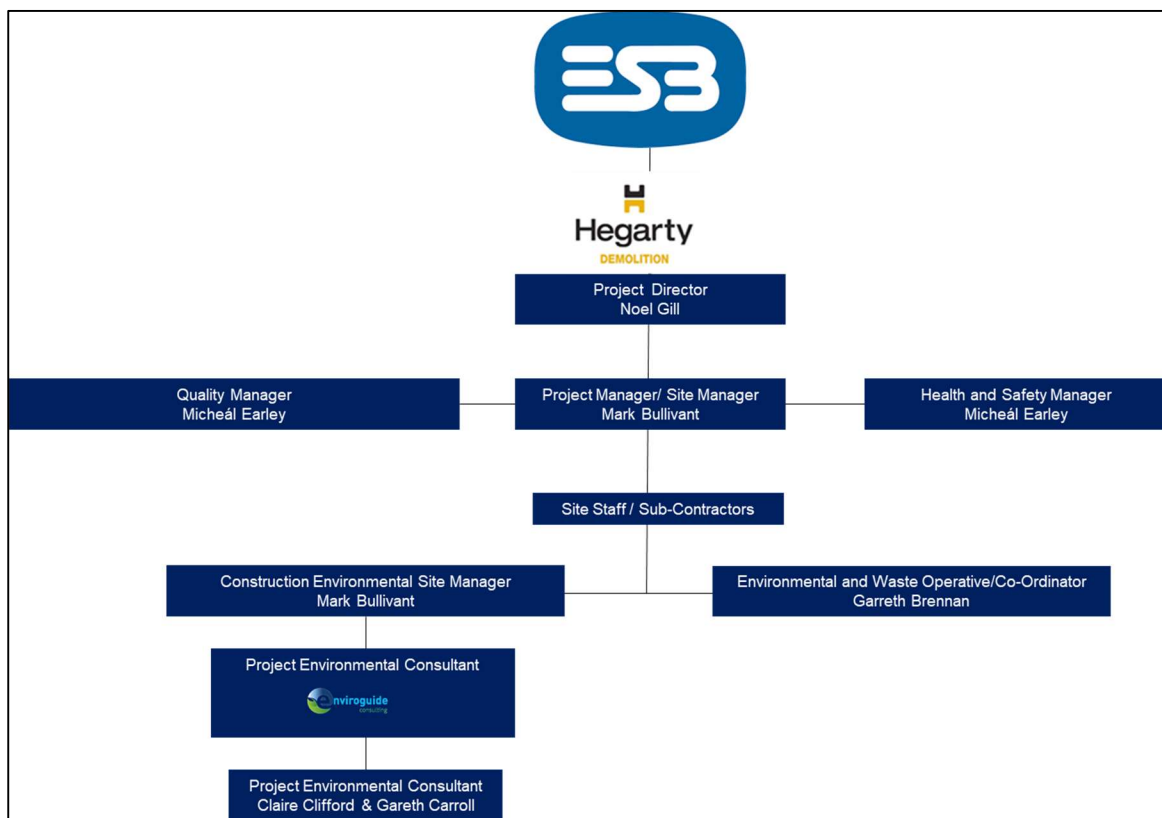 ESB
Hegarty
DEMOLITION
Project Director
Noel Gill
Quality Manager
Micheál Earley
Project Manager/ Site Manager
Mark Bullivant
Health and Safety Manager
Micheál Earley
Site Staff / Sub-Contractors
Construction Environmental Site Manager
Mark Bullivant
Environmental and Waste Operative/Co-Ordinator
Garreth Brennan
Project Environmental Consultant
enviroguide
consulting
Project Environmental Consultant
Claire Clifford & Gareth Carroll